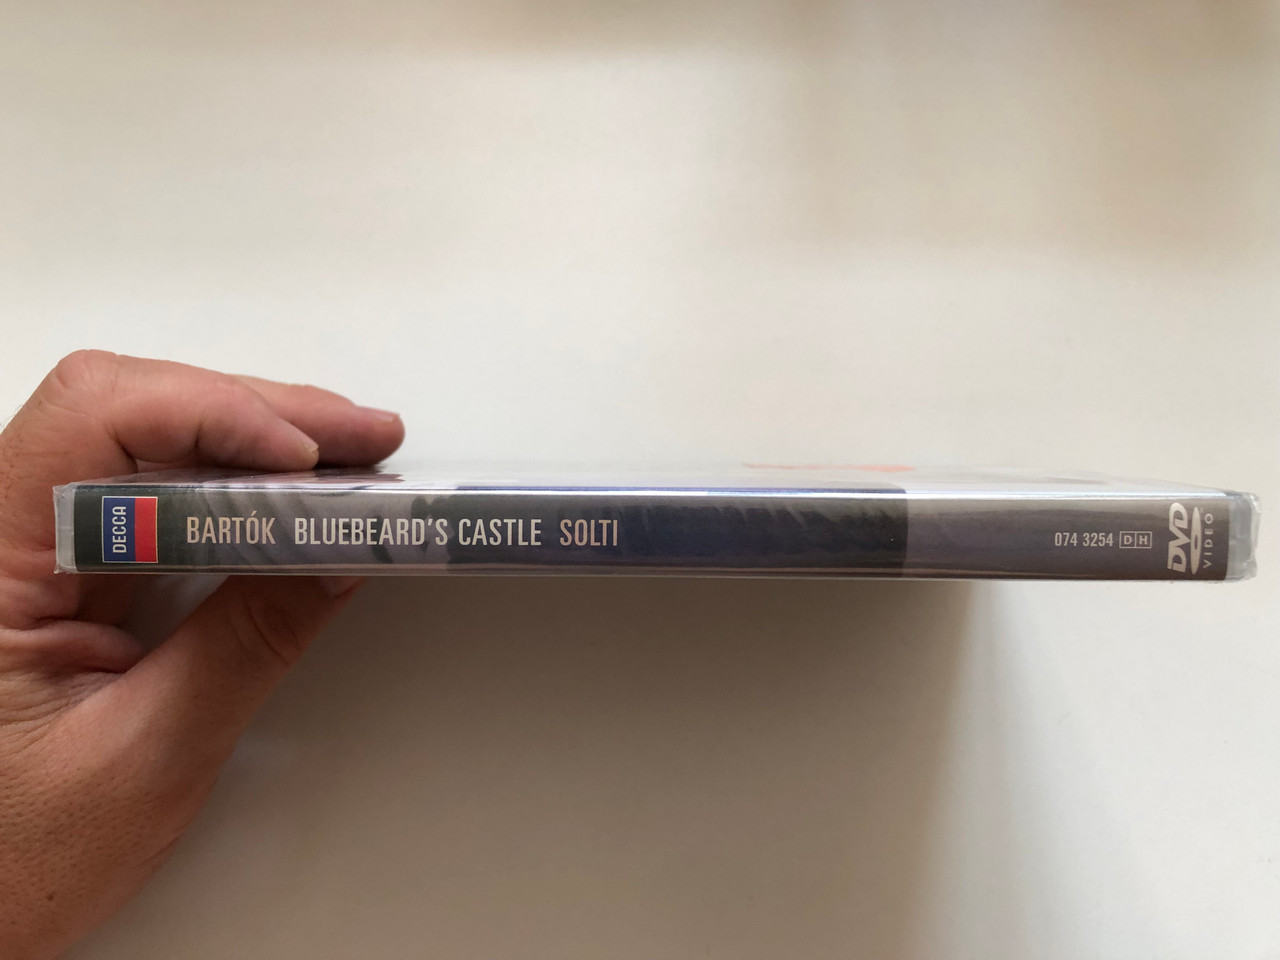 DECCA
BARTÓK BLUEBEARD'S CASTLE SOLTI
074 3254 DH
DVD
VIDEO